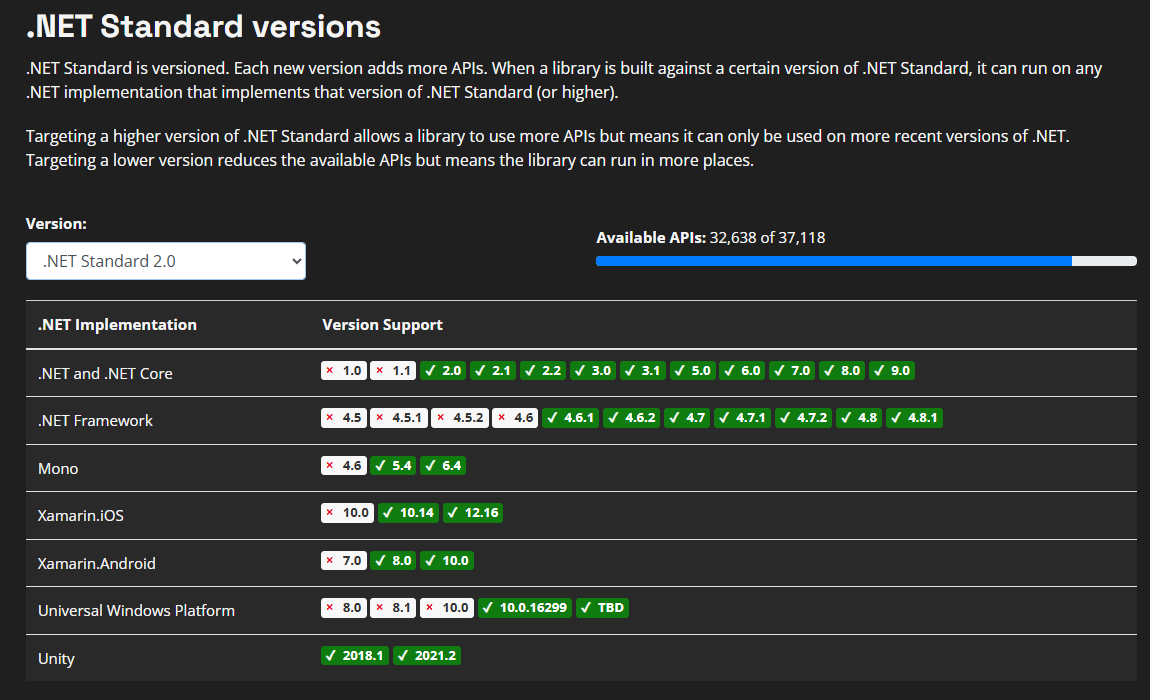 .NET Standard versions
.NET Standard is versioned. Each new version adds more APIs. When a library is built against a certain version of .NET Standard, it can run on any
.NET implementation that implements that version of .NET Standard (or higher).
Targeting a higher version of .NET Standard allows a library to use more APIs but means it can only be used on more recent versions of .NET.
Targeting a lower version reduces the available APIs but means the library can run in more places.
Version:
.NET Standard 2.0
Available APIs: 32,638 of 37,118
.NET Implementation Version Support
.NET and .NET Core × 1.0 × 1.1 ✓ 2.0 ✓ 2.1 ✓ 2.2 ✓ 3.0 ✓ 3.1 ✓ 5.0 ✓ 6.0 ✓ 7.0 ✓ 8.0 ✓ 9.0
.NET Framework × 4.5 × 4.5.1 × 4.5.2 × 4.6 ✓ 4.6.1 ✓ 4.6.2 ✓ 4.7 ✓ 4.7.1 ✓ 4.7.2 ✓ 4.8 ✓ 4.8.1
Mono × 4.6 ✓ 5.4 ✓ 6.4
Xamarin.iOS × 10.0 ✓ 10.14 ✓ 12.16
Xamarin.Android × 7.0 ✓ 8.0 ✓ 10.0
Universal Windows Platform × 8.0 × 8.1 × 10.0 ✓ 10.0.16299 ✓ TBD
Unity ✓ 2018.1 ✓ 2021.2